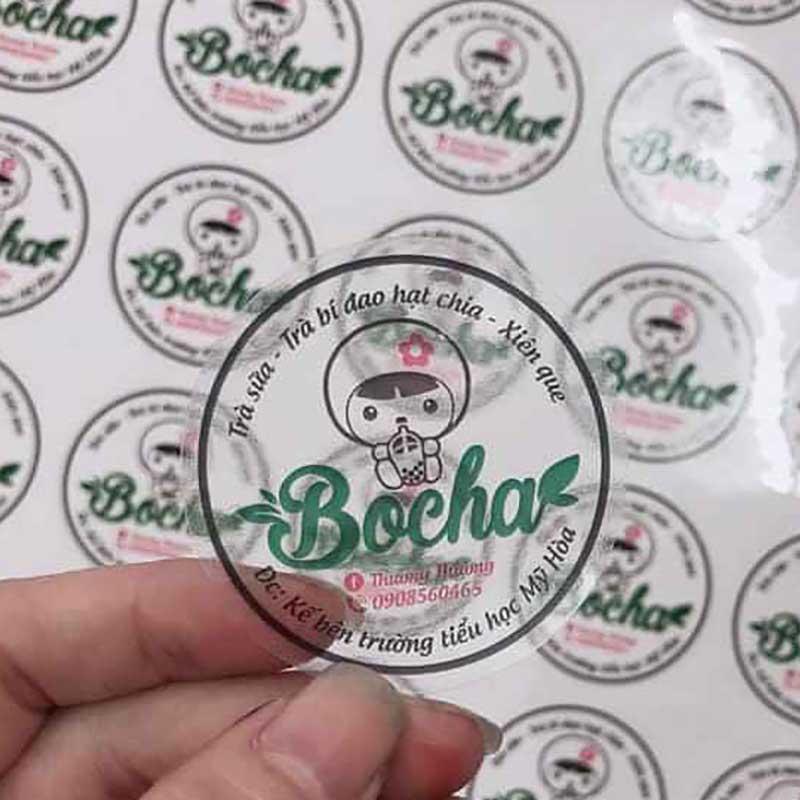 Trà sữa - Trà bí đao hạt chia - Xiên que
Bocha
Thương Thương
0908560465
Đc: Kế bên trường tiểu học Mỹ Hòa